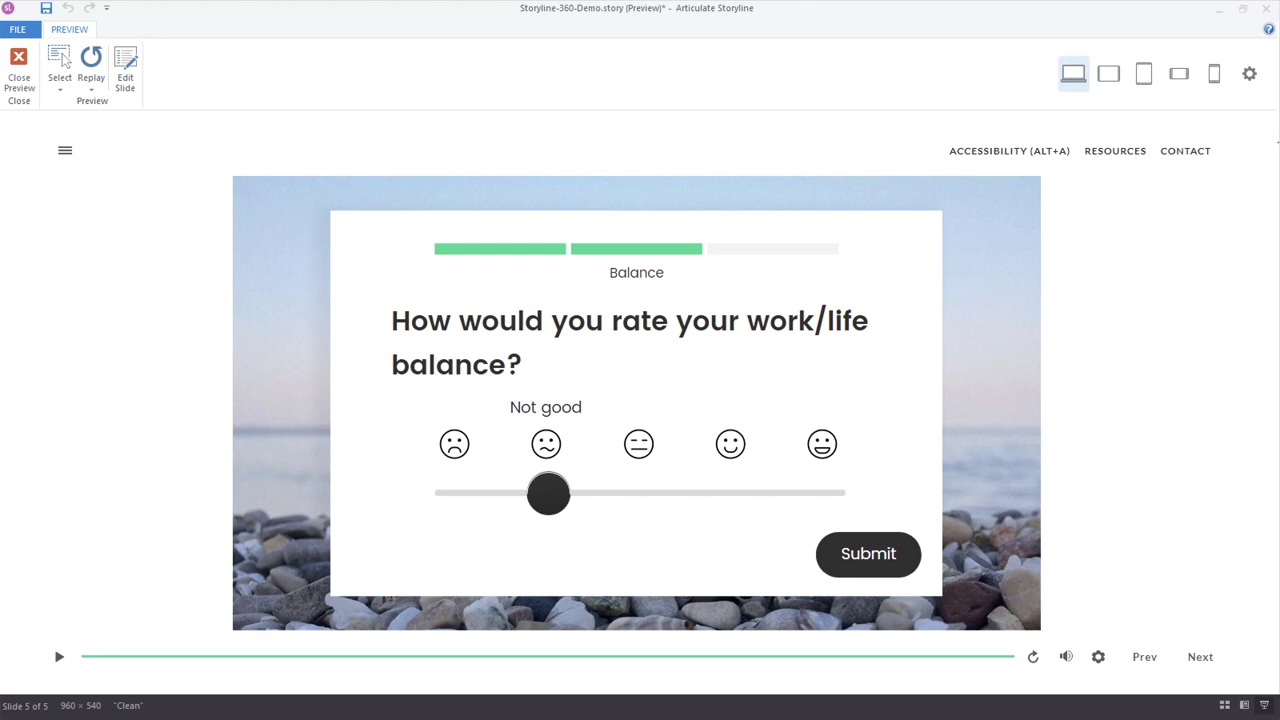 SL
Storyline-360-Demo.story (Preview)* - Articulate Storyline
FILE
PREVIEW
Close Preview
Select
Replay
Edit Slide
Close
Preview
ACCESSIBILITY (ALT+A)
RESOURCES
CONTACT
Balance
How would you rate your work/life
balance?
Not good
Submit
Prev
Next
Slide 5 of 5
960 × 540
"Clean"